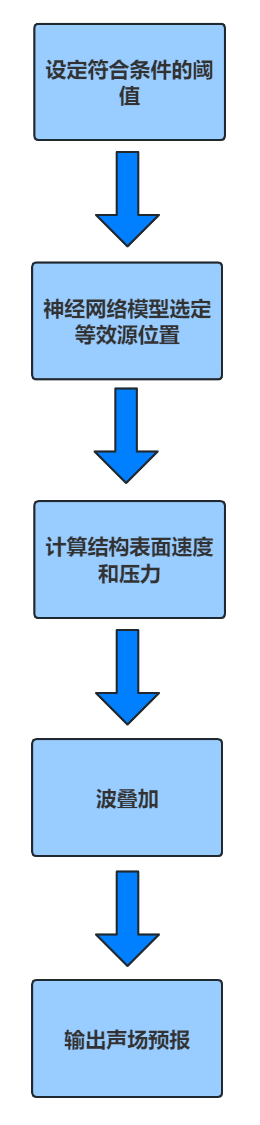 设定符合条件的阈
值
神经网络模型选定
等效源位置
计算结构表面速度
和压力
波叠加
输出声场预报